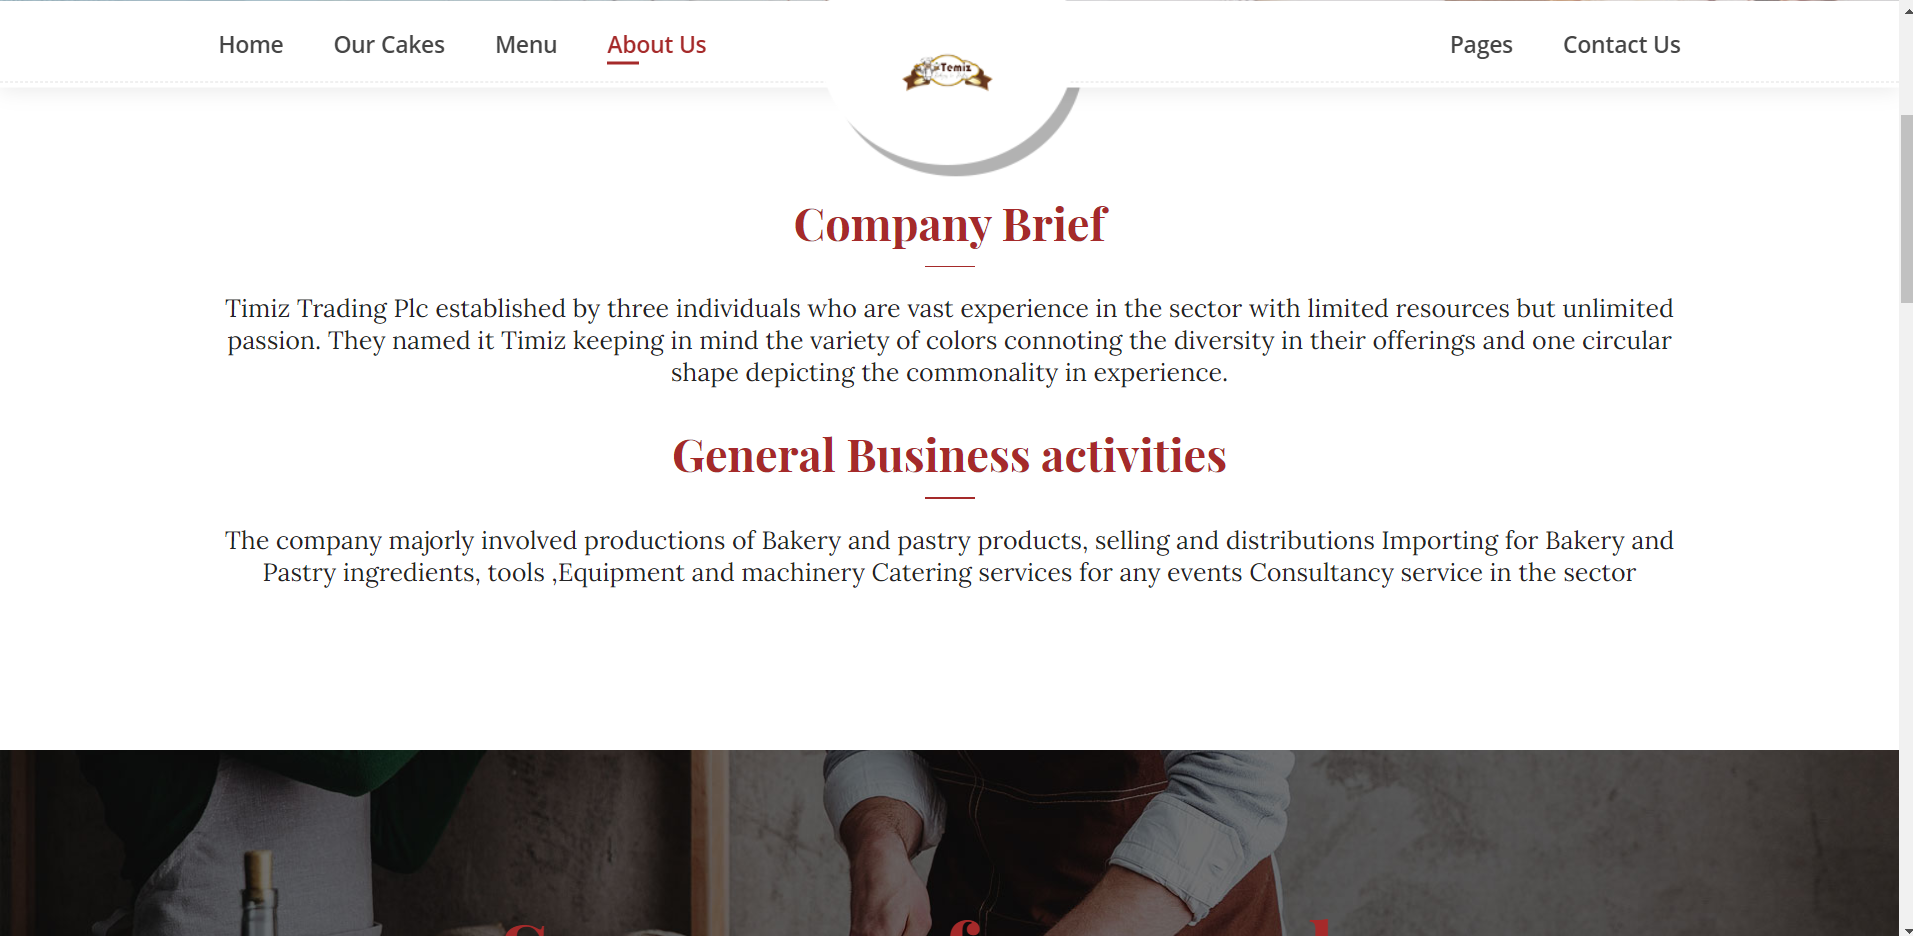 Home Our Cakes Menu About Us Temiz Pages Contact Us
Company Brief
Timiz Trading Plc established by three individuals who are vast experience in the sector with limited resources but unlimited
passion. They named it Timiz keeping in mind the variety of colors connoting the diversity in their offerings and one circular
shape depicting the commonality in experience.
General Business activities
The company majorly involved productions of Bakery and pastry products, selling and distributions Importing for Bakery and
Pastry ingredients, tools ,Equipment and machinery Catering services for any events Consultancy service in the sector